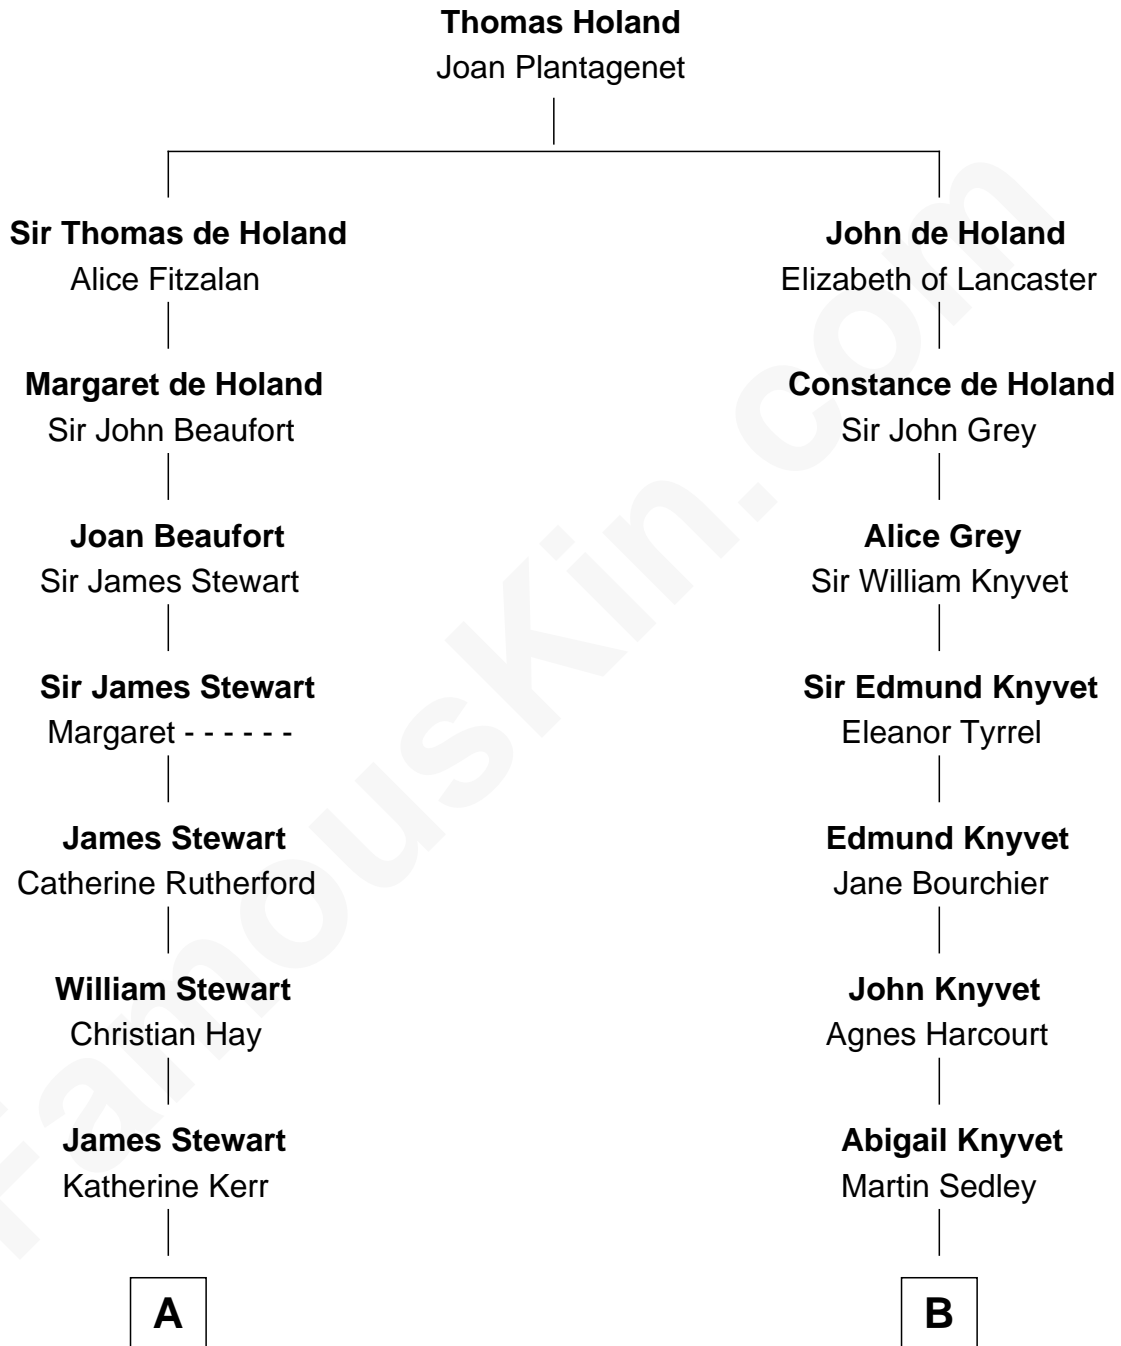 Thomas Holand
Joan Plantagenet
Sir Thomas de Holand
Alice Fitzalan
John de Holand
Elizabeth of Lancaster
Margaret de Holand
Sir John Beaufort
Constance de Holand
Sir John Grey
Joan Beaufort
Sir James Stewart
Alice Grey
Sir William Knyvet
Sir James Stewart
Margaret - - - - - -
Sir Edmund Knyvet
Eleanor Tyrrel
James Stewart
Catherine Rutherford
Edmund Knyvet
Jane Bourchier
William Stewart
Christian Hay
John Knyvet
Agnes Harcourt
James Stewart
Katherine Kerr
Abigail Knyvet
Martin Sedley
A
B
FamousKin.com